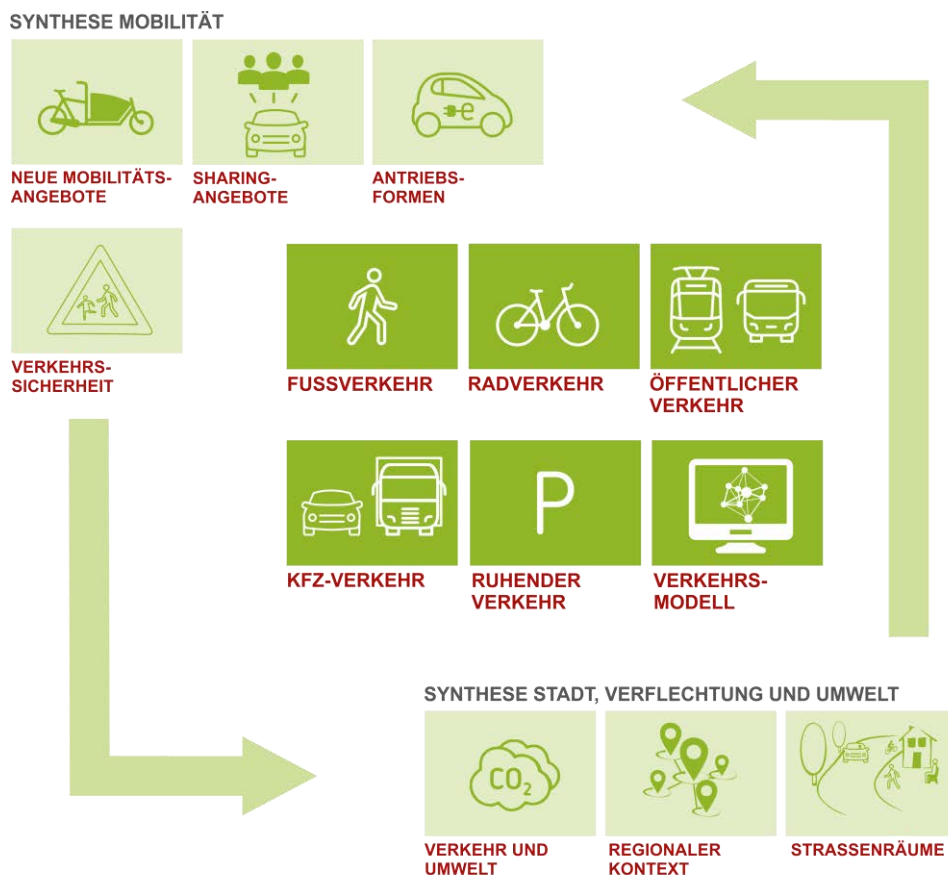 SYNTHESE MOBILITÄT
NEUE MOBILITÄTS-
ANGEBOTE
SHARING-
ANGEBOTE
e
ANTRIEBS-
FORMEN
VERKEHRS-
SICHERHEIT
FUSSVERKEHR
RADVERKEHR
ÖFFENTLICHER
VERKEHR
KFZ-VERKEHR
P
RUHENDER
VERKEHR
VERKEHRS-
MODELL
SYNTHESE STADT, VERFLECHTUNG UND UMWELT
CO₂
VERKEHR UND
UMWELT
REGIONALER
KONTEXT
STRASSENRÄUME